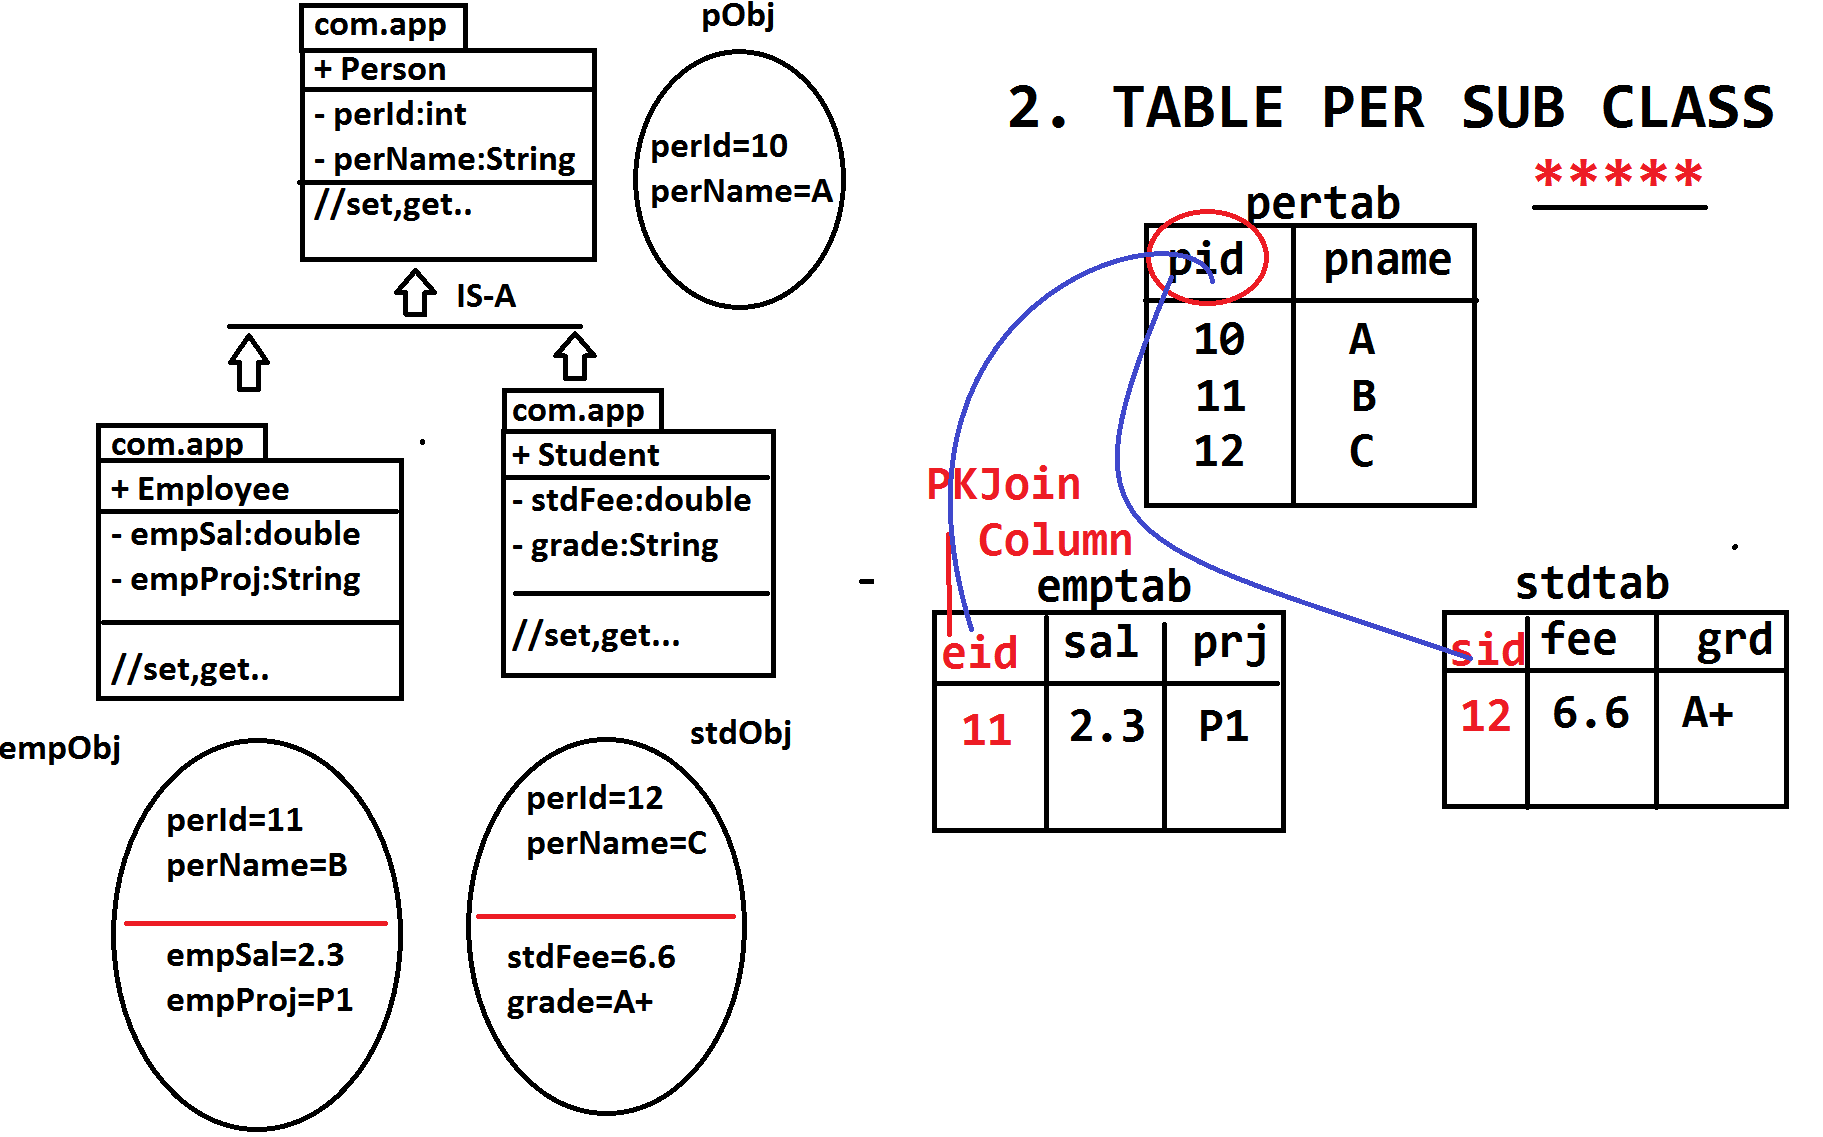 com.app
+ Person
- perId:int
- perName:String
//set,get..
IS-A
pObj
perId=10
perName=A
com.app
+ Employee
- empSal:double
- empProj:String
//set,get..
com.app
+ Student
- stdFee:double
- grade:String
//set,get...
empObj
perId=11
perName=B
empSal=2.3
empProj=P1
stdObj
perId=12
perName=C
stdFee=6.6
grade=A+
2. TABLE PER SUB CLASS
*****
pertab
pid pname
10 A
11 B
12 C
PKJoin
Column
emptab
eid sal prj
11 2.3 P1
stdtab
sid fee grd
12 6.6 A+